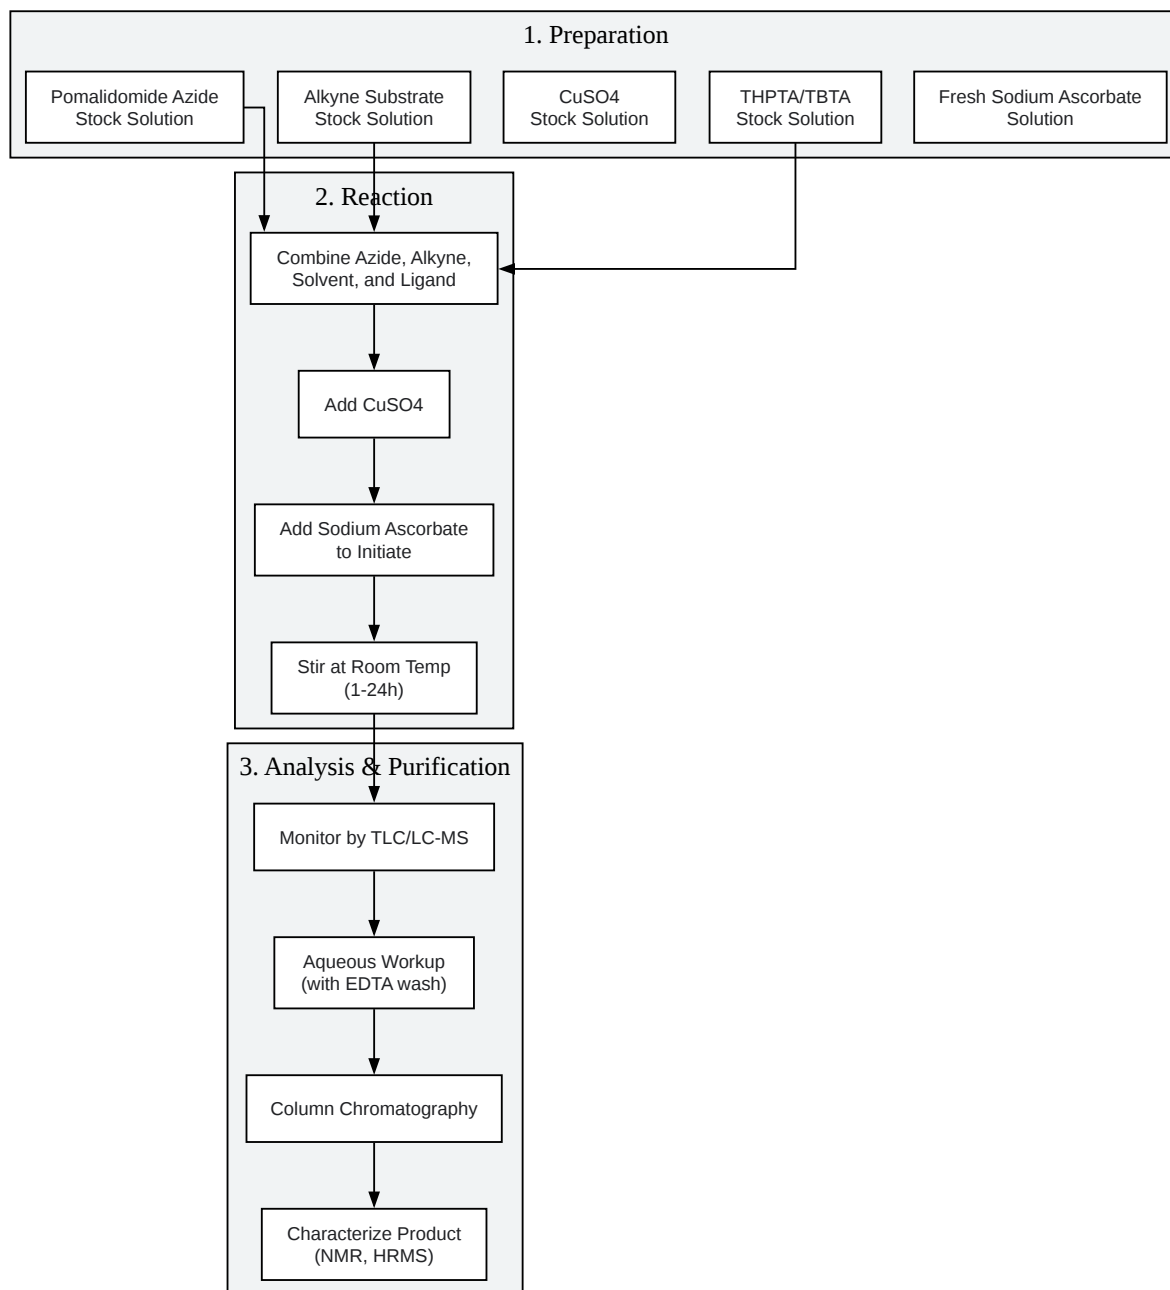 1. Preparation
Pomalidomide Azide
Stock Solution
Alkyne Substrate
Stock Solution
CuSO4
Stock Solution
THPTA/TBTA
Stock Solution
Fresh Sodium Ascorbate
Solution
2. Reaction
Combine Azide, Alkyne,
Solvent, and Ligand
Add CuSO4
Add Sodium Ascorbate
to Initiate
Stir at Room Temp
(1-24h)
3. Analysis & Purification
Monitor by TLC/LC-MS
Aqueous Workup
(with EDTA wash)
Column Chromatography
Characterize Product
(NMR, HRMS)